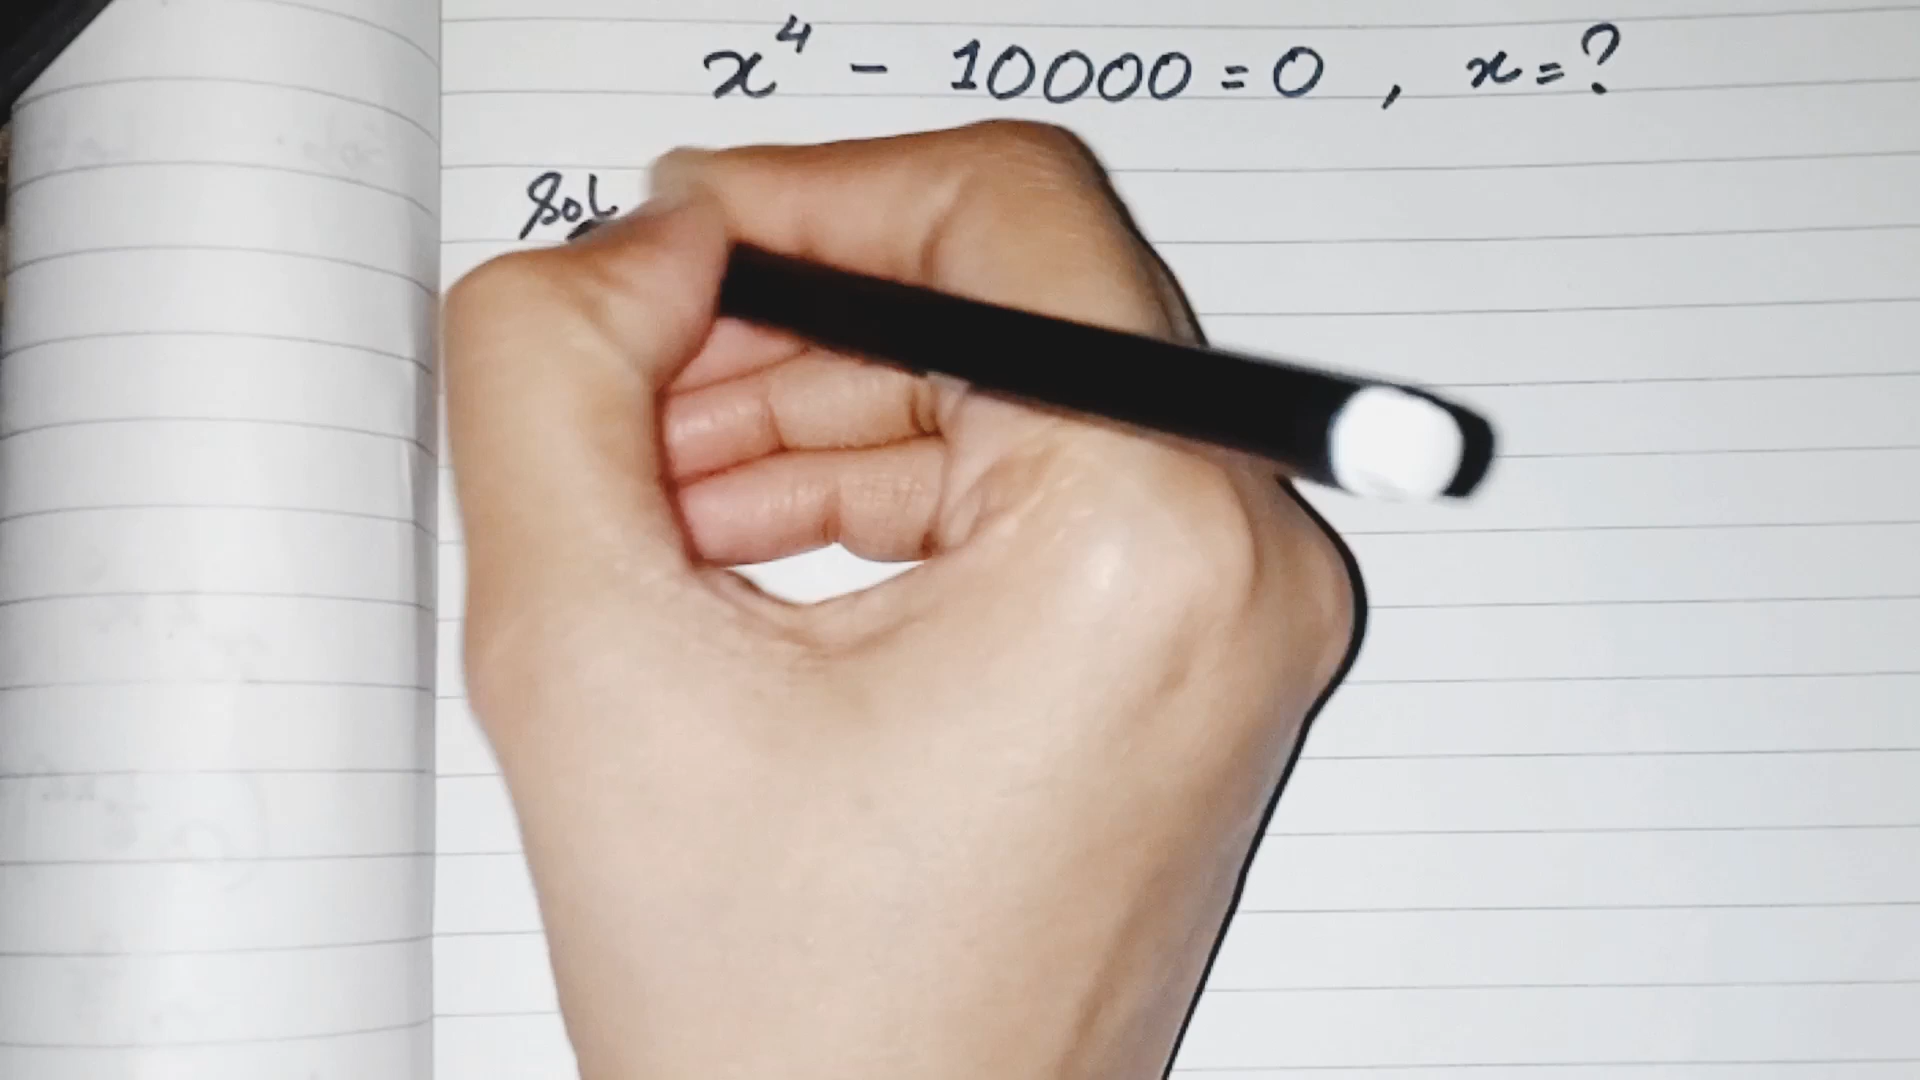 x⁴ - 10000 = 0 , x = ?
Sol